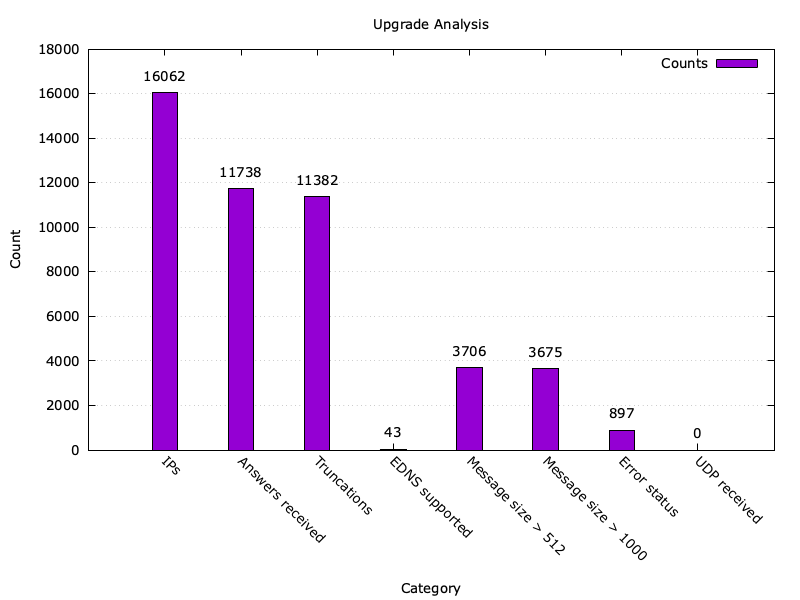 Upgrade Analysis
Counts
Count
18000
16000
14000
12000
10000
8000
6000
4000
2000
0
16062
11738
11382
43
3706
3675
897
0
IPs
Answers received
Truncations
EDNS supported
Message size > 512
Message size > 1000
Error status
UDP received
Category